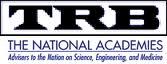 TRB
THE NATIONAL ACADEMIES
Advisers to the Nation on Science, Engineering, and Medicine